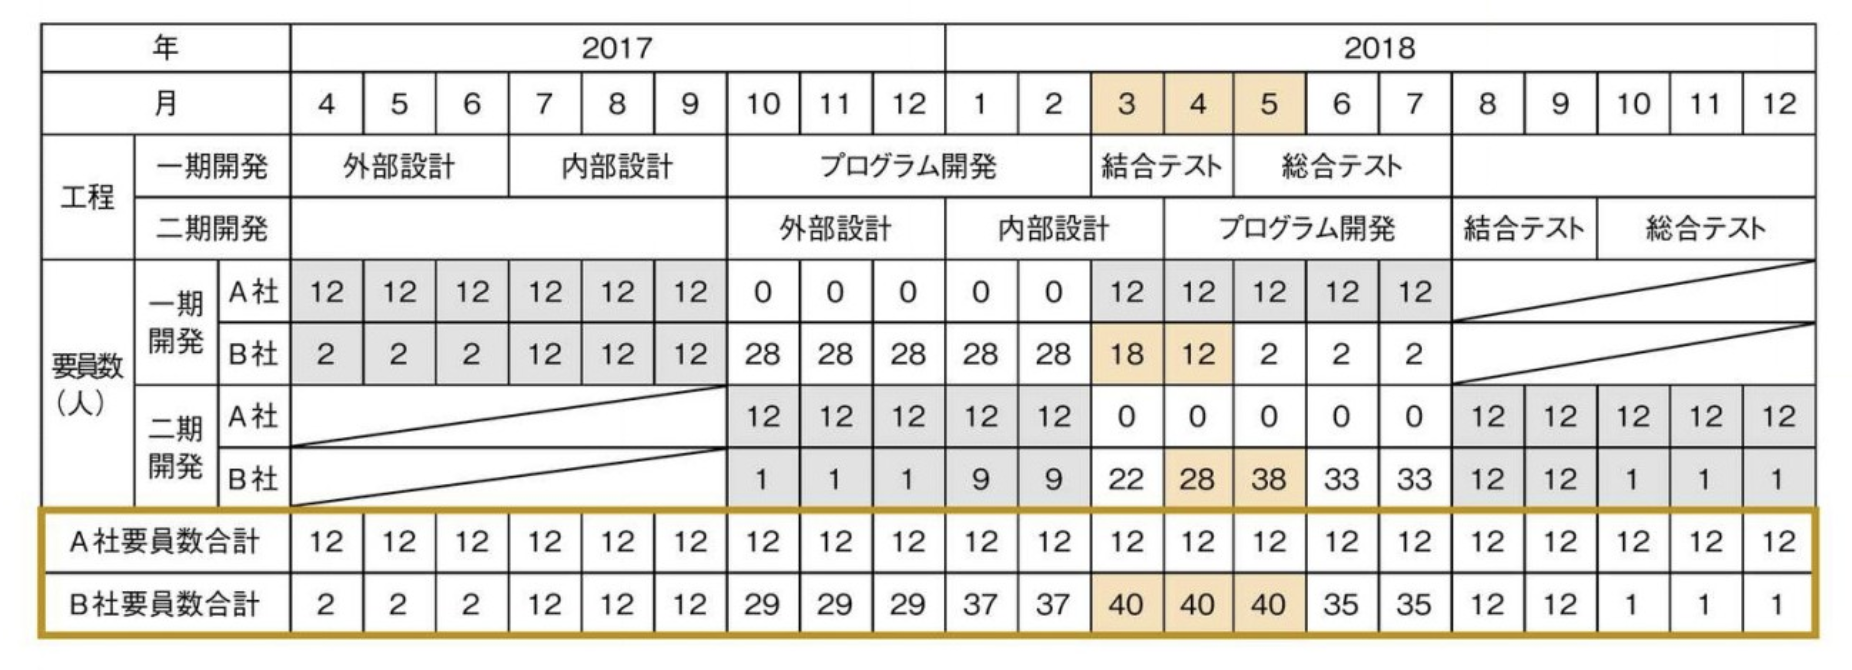 年 2017 2018
月 4 5 6 7 8 9 10 11 12 1 2 3 4 5 6 7 8 9 10 11 12
工程 一期開発 外部設計 内部設計 プログラム開発 結合テスト 総合テスト
二期開発 外部設計 内部設計 プログラム開発 結合テスト 総合テスト
要員数（人） 一期開発 A社 12 12 12 12 12 12 0 0 0 0 0 12 12 12 12 12
B社 2 2 2 12 12 12 28 28 28 28 28 18 12 2 2 2
二期開発 A社 12 12 12 12 12 0 0 0 0 0 12 12 12 12 12
B社 1 1 1 9 9 22 28 38 33 33 12 12 1 1 1
A社要員数合計 12 12 12 12 12 12 12 12 12 12 12 12 12 12 12 12 12 12 12 12 12
B社要員数合計 2 2 2 12 12 12 29 29 29 37 37 40 40 40 35 35 12 12 1 1 1